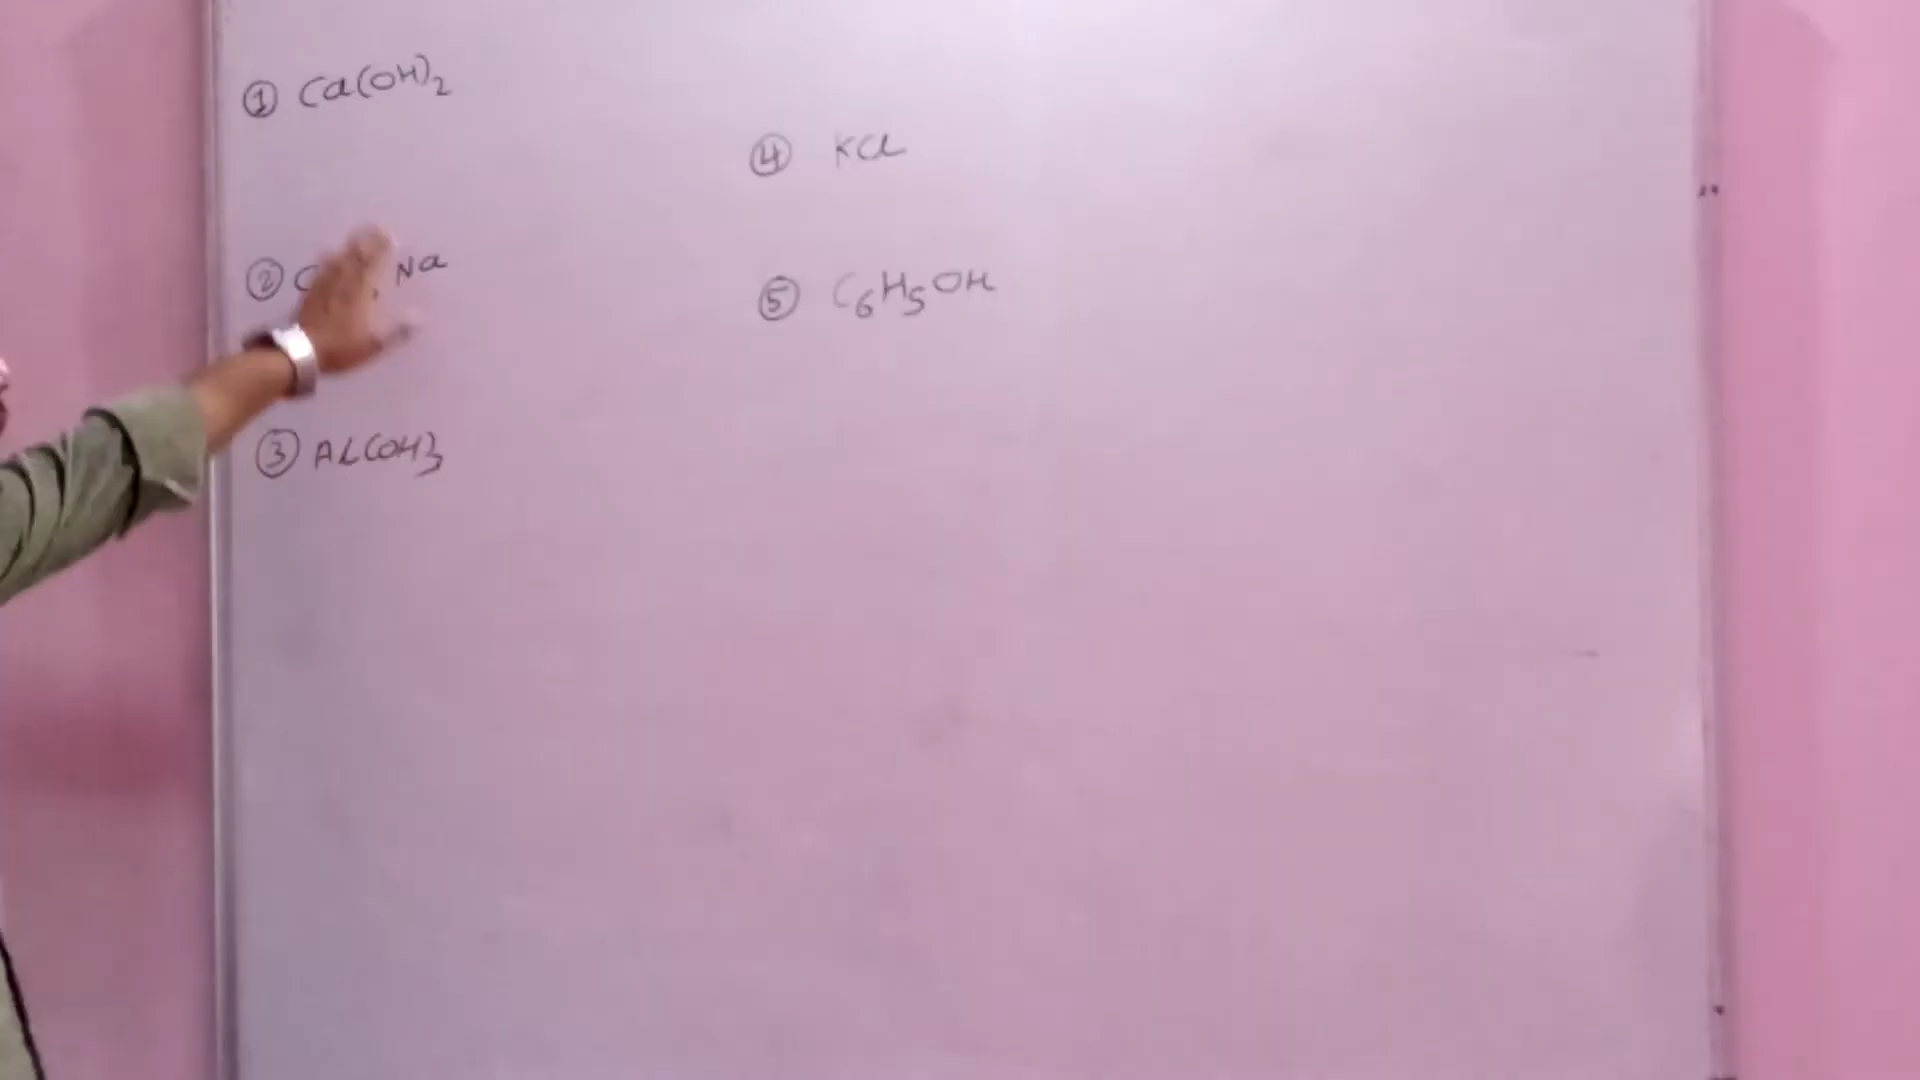 ① Ca(OH)₂
② C Na
③ Al(OH)3
④ KCl
⑤ C₆H₅OH